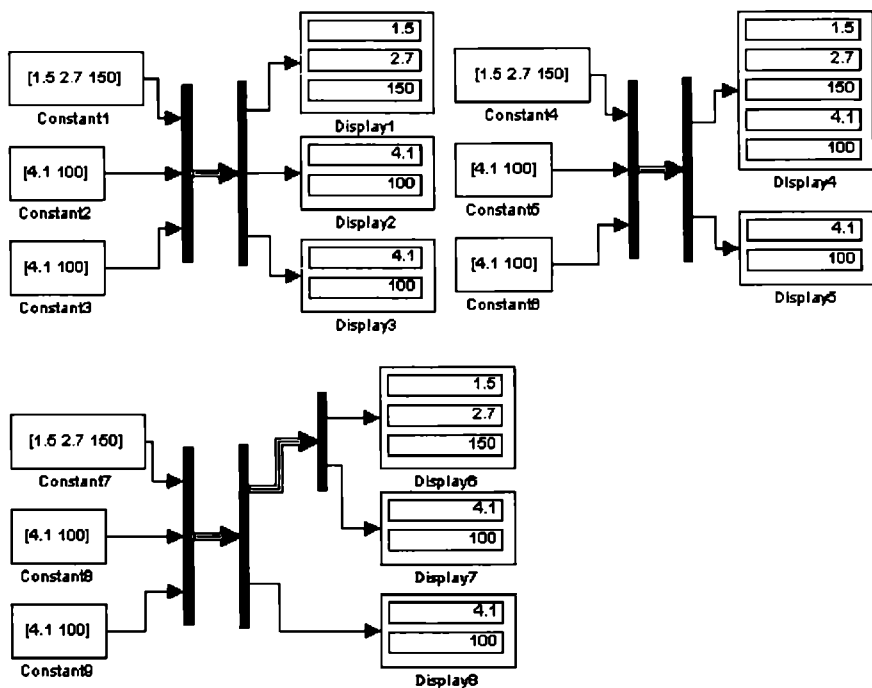 [1.5 2.7 150]
Constant1
[4.1 100]
Constant2
[4.1 100]
Constant3
1.5
2.7
150
Display1
4.1
100
Display2
4.1
100
Display3
[1.5 2.7 150]
Constant4
[4.1 100]
Constant5
[4.1 100]
Constant6
1.5
2.7
150
4.1
100
Display4
4.1
100
Display5
[1.5 2.7 150]
Constant7
[4.1 100]
Constant8
[4.1 100]
Constant9
1.5
2.7
150
Display6
4.1
100
Display7
4.1
100
Display8